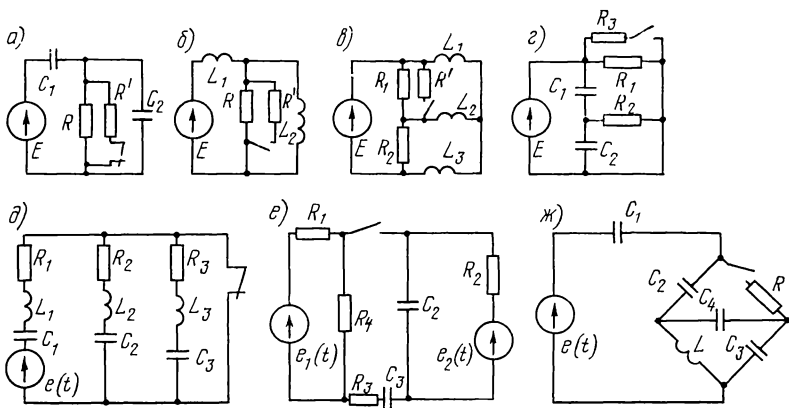 а) б) в) г)
C₁ R R' C₂ E
L₁ R R' L₂ E
R₁ R' L₁ L₂ R₂ L₃ E
R₃ R₁ C₁ R₂ C₂ E
д) е) ж)
R₁ L₁ C₁ e(t) R₂ L₂ C₂ R₃ L₃ C₃
R₁ e₁(t) R₄ R₃ C₃ C₂ R₂ e₂(t)
C₁ C₂ C₄ R L C₃ e(t)